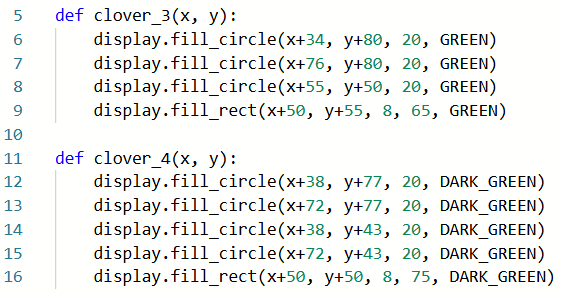 5 def clover_3(x, y):
6     display.fill_circle(x+34, y+80, 20, GREEN)
7     display.fill_circle(x+76, y+80, 20, GREEN)
8     display.fill_circle(x+55, y+50, 20, GREEN)
9     display.fill_rect(x+50, y+55, 8, 65, GREEN)
10
11 def clover_4(x, y):
12     display.fill_circle(x+38, y+77, 20, DARK_GREEN)
13     display.fill_circle(x+72, y+77, 20, DARK_GREEN)
14     display.fill_circle(x+38, y+43, 20, DARK_GREEN)
15     display.fill_circle(x+72, y+43, 20, DARK_GREEN)
16     display.fill_rect(x+50, y+50, 8, 75, DARK_GREEN)